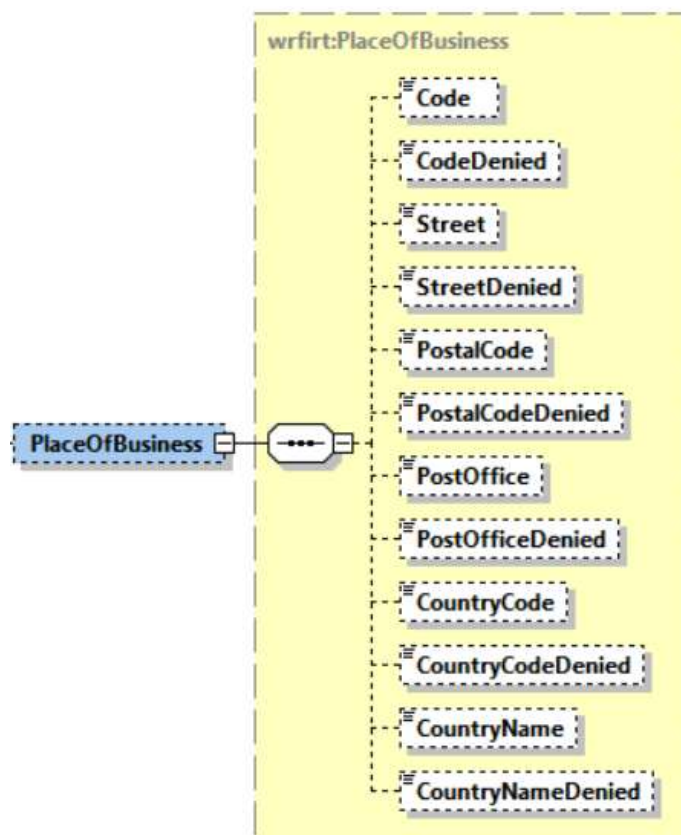 wrfirt:PlaceOfBusiness
Code
CodeDenied
Street
StreetDenied
PostalCode
PostalCodeDenied
PlaceOfBusiness
PostOffice
PostOfficeDenied
CountryCode
CountryCodeDenied
CountryName
CountryNameDenied